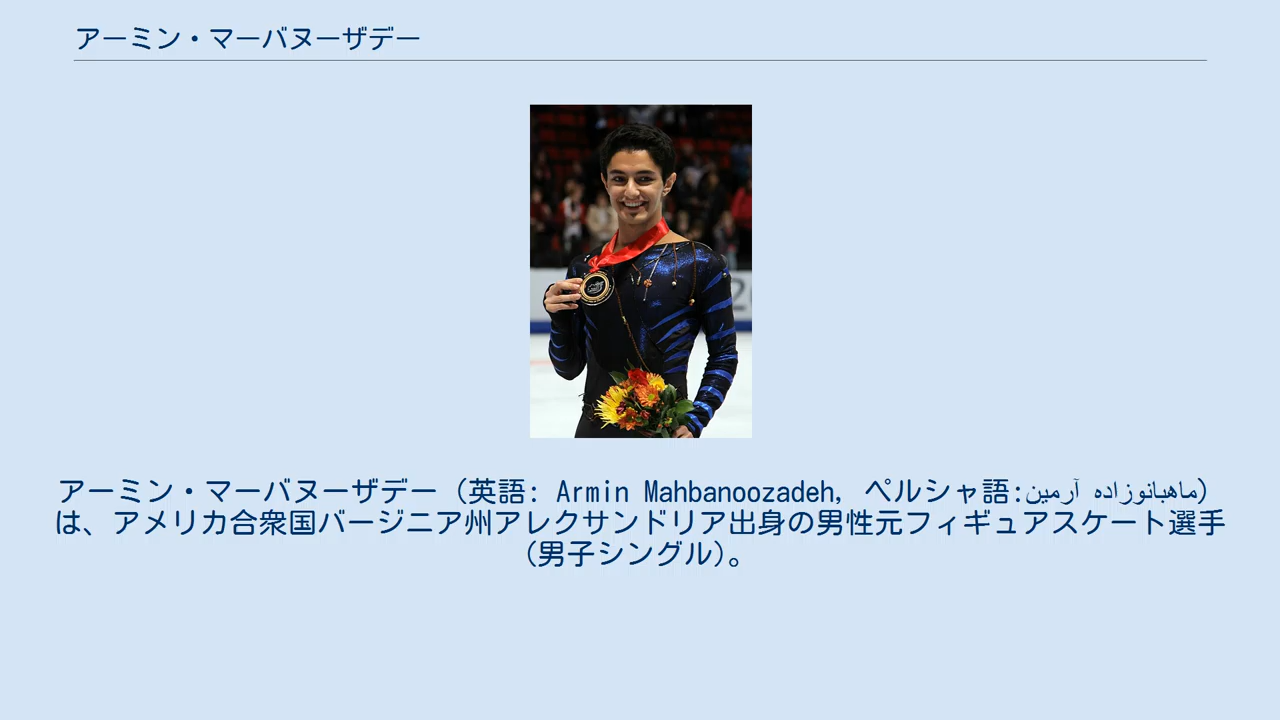 アーミン・マーバヌーザデー
アーミン・マーバヌーザデー（英語: Armin Mahbanoozadeh, ペルシャ語:ماهبانوزاده آرمین）
は、アメリカ合衆国バージニア州アレクサンドリア出身の男性元フィギュアスケート選手
（男子シングル）。